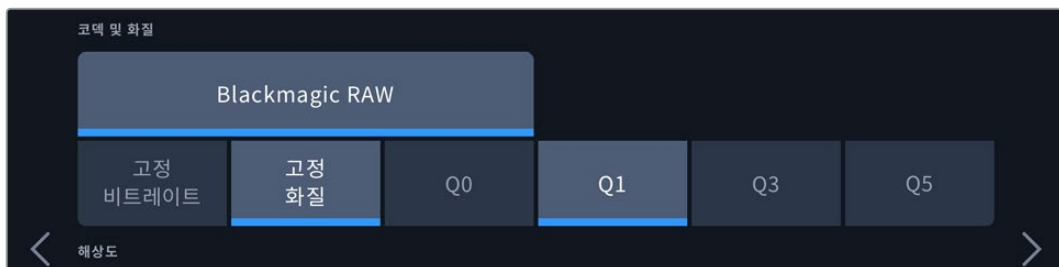 코덱 및 화질
Blackmagic RAW
고정
비트레이트
고정
화질
Q0
Q1
Q3
Q5
해상도